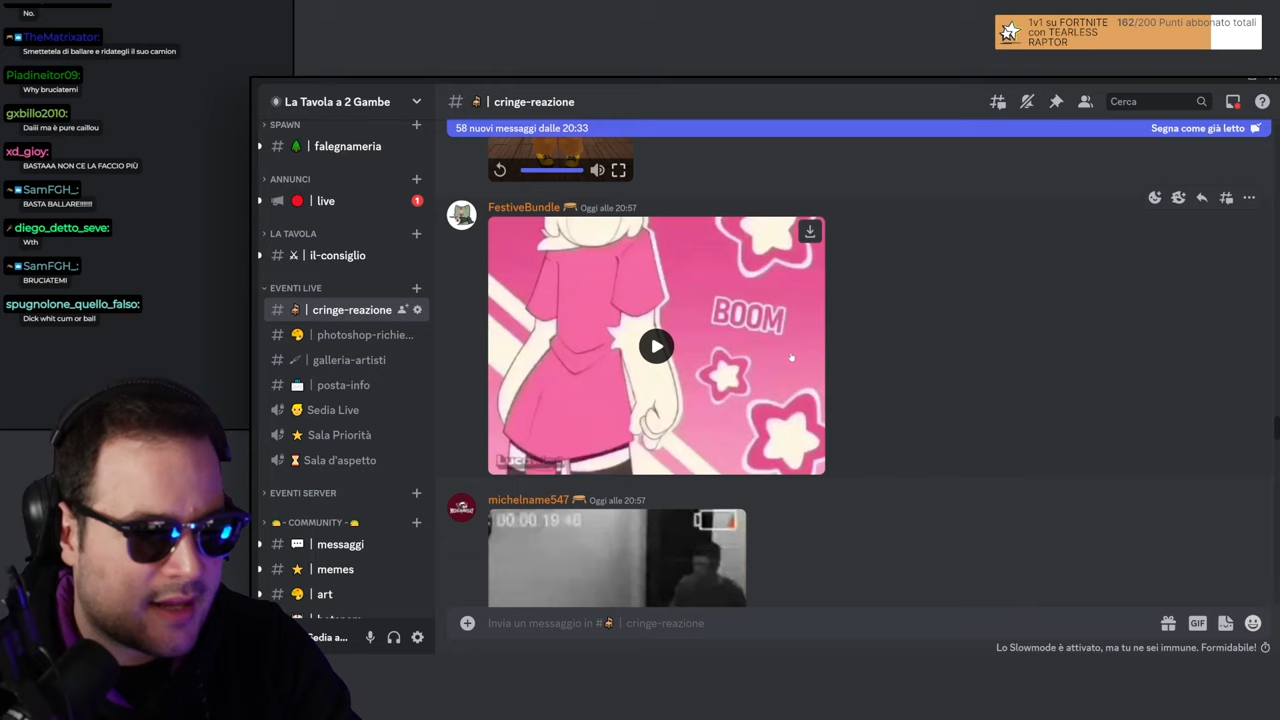 No.
TheMatrixator:
Smettetela di ballare e ridategli il suo camion
Piadineitor09:
Why bruciatemi
gxbillo2010:
Daiii ma è pure caillou
xd_gioy:
BASTAAA NON CE LA FACCIO PIÙ
SamFGH_:
BASTA BALLARE!!!!!!!
diego_detto_seve:
Wth
SamFGH_:
BRUCIATEMI
spugnolone_quello_falso:
Dick whit cum or ball
1v1 su FORTNITE
con TEARLESS
RAPTOR
162/200 Punti abbonato totali
La Tavola a 2 Gambe
SPAWN
falegnameria
ANNUNCI
live
1
LA TAVOLA
il-consiglio
EVENTI LIVE
cringe-reazione
photoshop-richie...
galleria-artisti
posta-info
Sedia Live
Sala Priorità
Sala d'aspetto
EVENTI SERVER
- COMMUNITY -
messaggi
memes
art
Sedia a...
cringe-reazione
Cerca
58 nuovi messaggi dalle 20:33
Segna come già letto
FestiveBundle Oggi alle 20:57
BOOM
michelname547 Oggi alle 20:57
Invia un messaggio in # | cringe-reazione
GIF
Lo Slowmode è attivato, ma tu ne sei immune. Formidabile!